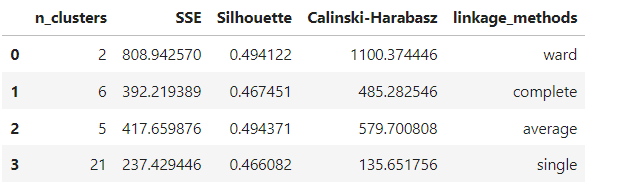 n_clusters SSE Silhouette Calinski-Harabasz linkage_methods
0 2 808.942570 0.494122 1100.374446 ward
1 6 392.219389 0.467451 485.282546 complete
2 5 417.659876 0.494371 579.700808 average
3 21 237.429446 0.466082 135.651756 single